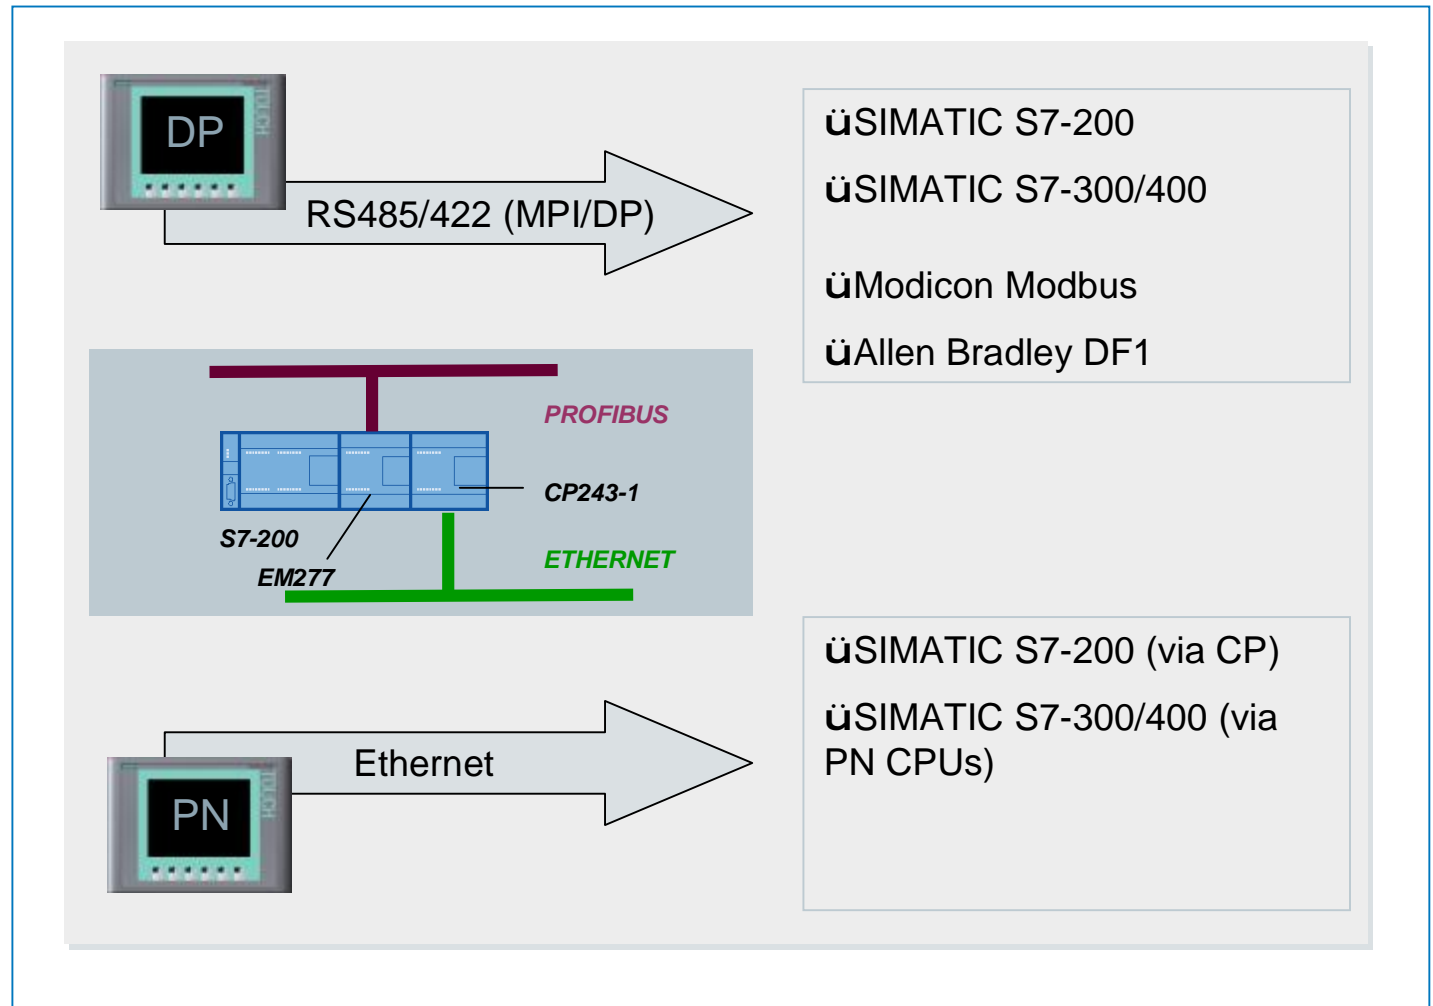 DP
TOUCH
RS485/422 (MPI/DP)
üSIMATIC S7-200
üSIMATIC S7-300/400
üModicon Modbus
üAllen Bradley DF1
PROFIBUS
CP243-1
S7-200
EM277
ETHERNET
üSIMATIC S7-200 (via CP)
üSIMATIC S7-300/400 (via
PN CPUs)
Ethernet
PN
TOUCH